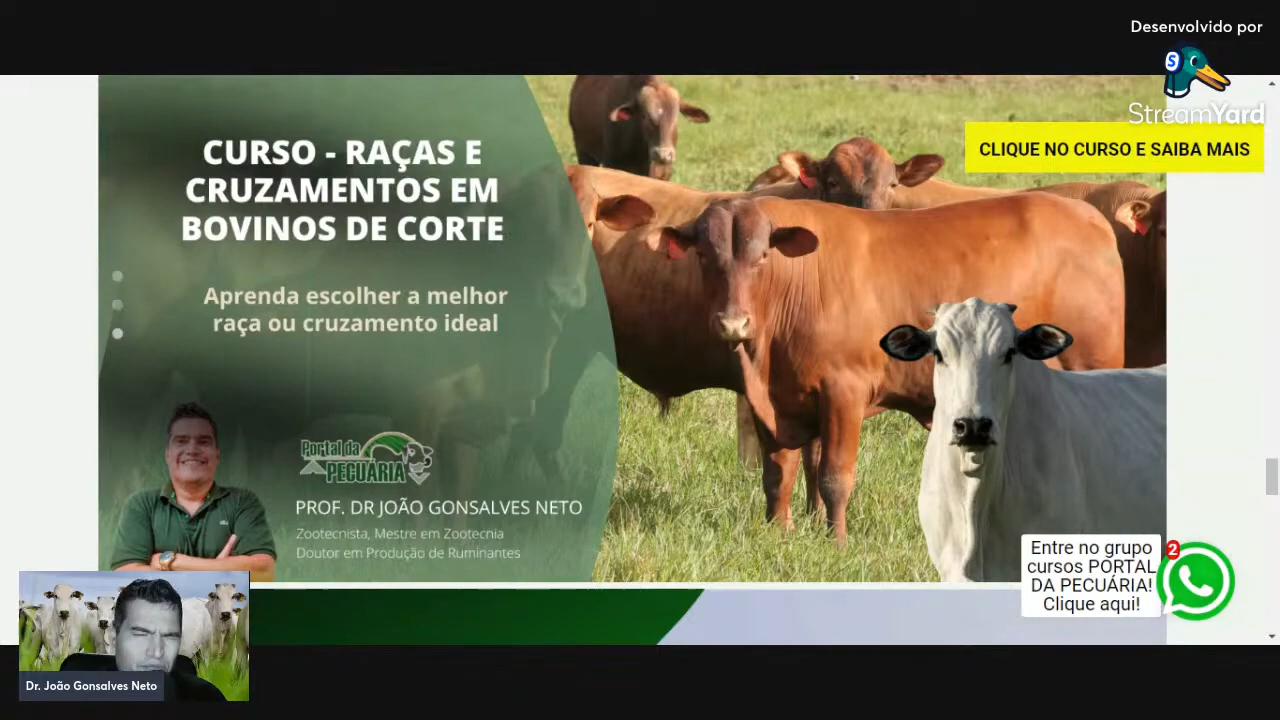 Desenvolvido por
S
StreamYard
CLIQUE NO CURSO E SAIBA MAIS
CURSO - RAÇAS E
CRUZAMENTOS EM
BOVINOS DE CORTE
Aprenda escolher a melhor
raça ou cruzamento ideal
Portal da
PECUÁRIA
PROF. DR JOÃO GONSALVES NETO
Zootecnista, Mestre em Zootecnia
Doutor em Produção de Ruminantes
Entre no grupo
cursos PORTAL
DA PECUÁRIA!
Clique aqui!
2
Dr. João Gonsalves Neto